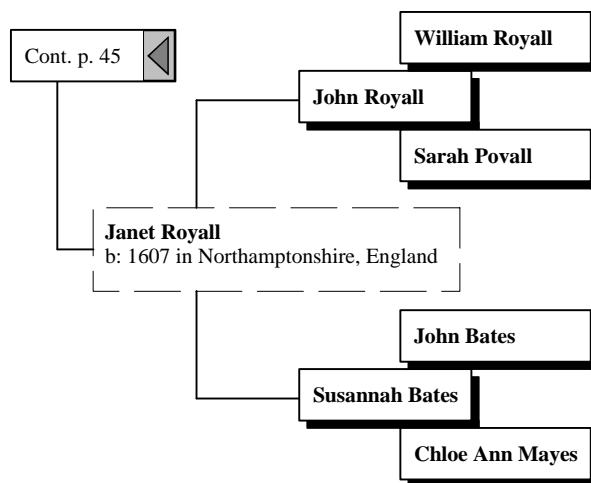 William Royall
Cont. p. 45
John Royall
Sarah Povall
Janet Royall
b: 1607 in Northamptonshire, England
John Bates
Susannah Bates
Chloe Ann Mayes